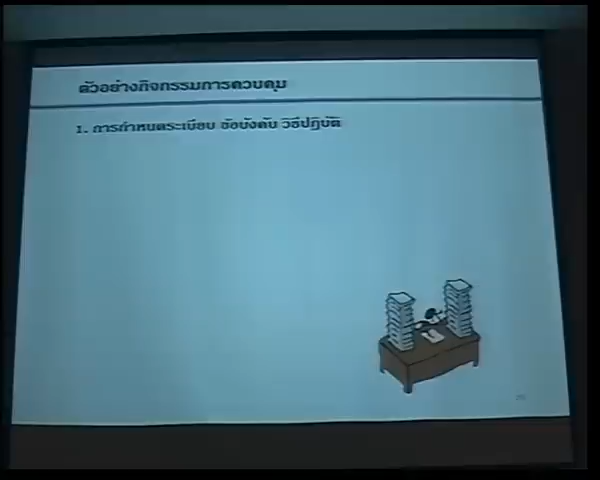 ตัวอย่างกิจกรรมการควบคุม
1. การกำหนดระเบียบ ข้อบังคับ วิธีปฏิบัติ